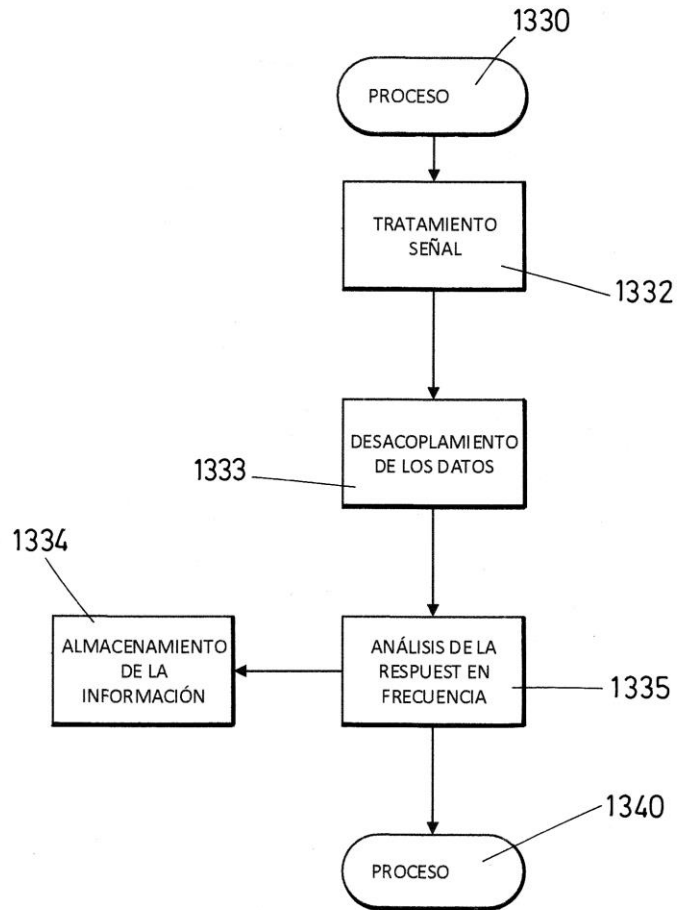 1330
PROCESO
TRATAMIENTO
SEÑAL
1332
DESACOPLAMIENTO
DE LOS DATOS
1333
1334
ALMACENAMIENTO
DE LA
INFORMACIÓN
ANÁLISIS DE LA
RESPUEST EN
FRECUENCIA
1335
1340
PROCESO